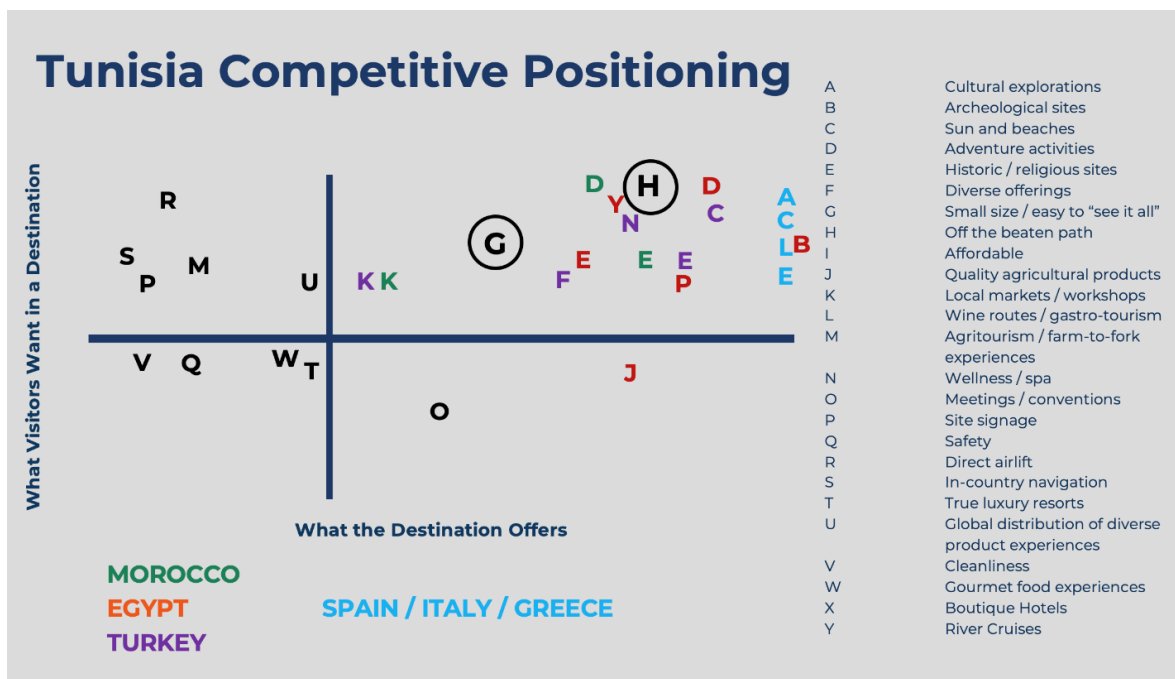 Tunisia Competitive Positioning
What Visitors Want in a Destination
R
S
P
M
U
V
Q
W
T
K
K
G
O
D
Y
H
N
D
C
F
E
E
E
P
J
A
C
L
B
E
What the Destination Offers
MOROCCO
EGYPT
TURKEY
SPAIN / ITALY / GREECE
A Cultural explorations
B Archeological sites
C Sun and beaches
D Adventure activities
E Historic / religious sites
F Diverse offerings
G Small size / easy to “see it all”
H Off the beaten path
I Affordable
J Quality agricultural products
K Local markets / workshops
L Wine routes / gastro-tourism
M Agritourism / farm-to-fork
experiences
N Wellness / spa
O Meetings / conventions
P Site signage
Q Safety
R Direct airlift
S In-country navigation
T True luxury resorts
U Global distribution of diverse
product experiences
V Cleanliness
W Gourmet food experiences
X Boutique Hotels
Y River Cruises